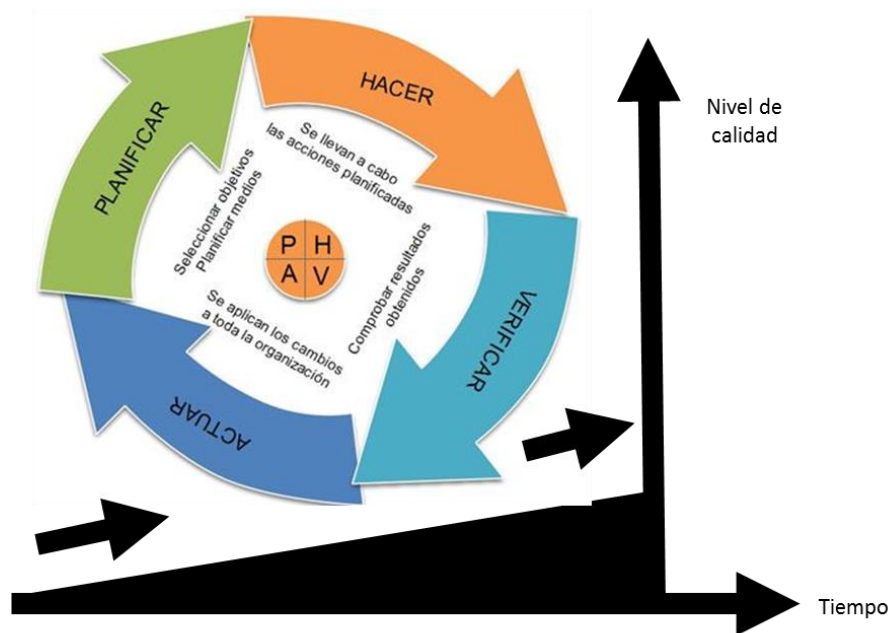 PLANIFICAR
HACER
VERIFICAR
ACTUAR
Seleccionar objetivos
Planificar medios
Se llevan a cabo
las acciones planificadas
Comprobar resultados
obtenidos
Se aplican los cambios
a toda la organización
P H
A V
Nivel de
calidad
Tiempo